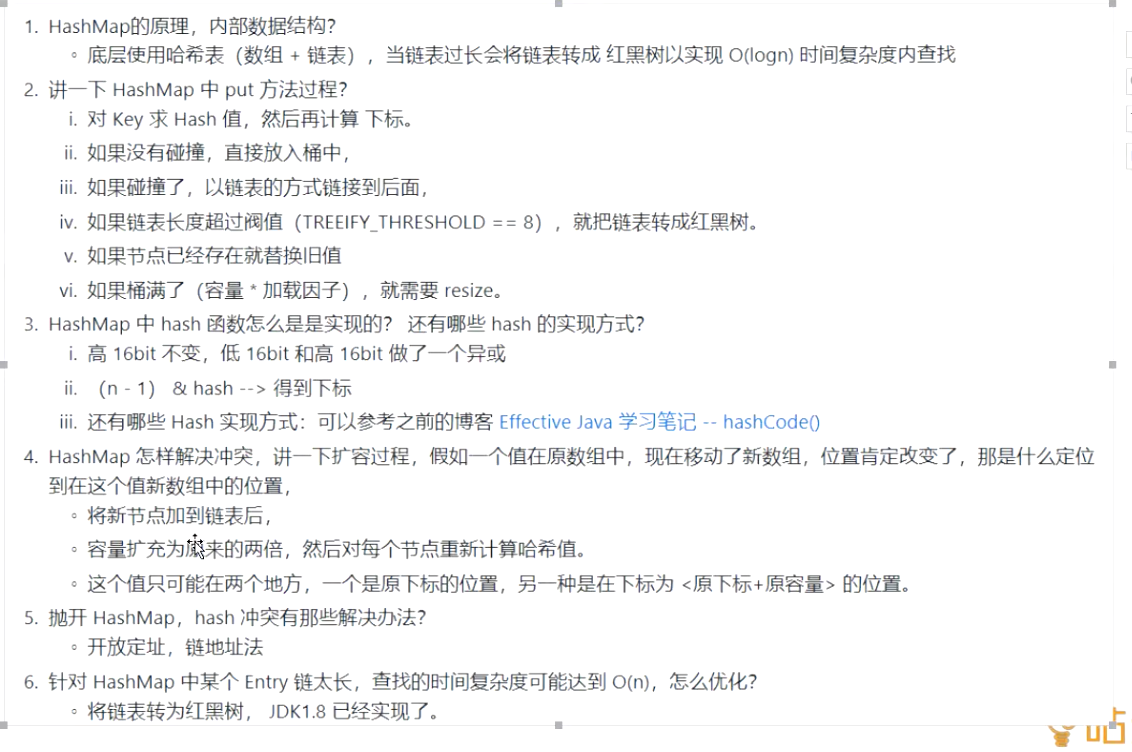 1. HashMap的原理，内部数据结构？
◦ 底层使用哈希表（数组 + 链表），当链表过长会将链表转成 红黑树以实现 O(logn) 时间复杂度内查找
2. 讲一下 HashMap 中 put 方法过程？
i. 对 Key 求 Hash 值，然后再计算 下标。
ii. 如果没有碰撞，直接放入桶中，
iii. 如果碰撞了，以链表的方式链接到后面，
iv. 如果链表长度超过阀值（TREEIFY_THRESHOLD == 8），就把链表转成红黑树。
v. 如果节点已经存在就替换旧值
vi. 如果桶满了（容量 * 加载因子），就需要 resize。
3. HashMap 中 hash 函数怎么是是实现的？ 还有哪些 hash 的实现方式？
i. 高 16bit 不变，低 16bit 和高 16bit 做了一个异或
ii. （n - 1） & hash --> 得到下标
iii. 还有哪些 Hash 实现方式：可以参考之前的博客 Effective Java 学习笔记 -- hashCode()
4. HashMap 怎样解决冲突，讲一下扩容过程，假如一个值在原数组中，现在移动了新数组，位置肯定改变了，那是什么定位
到在这个值新数组中的位置，
◦ 将新节点加到链表后，
◦ 容量扩充为原来的两倍，然后对每个节点重新计算哈希值。
◦ 这个值只可能在两个地方，一个是原下标的位置，另一种是在下标为 <原下标+原容量> 的位置。
5. 抛开 HashMap，hash 冲突有那些解决办法？
◦ 开放定址，链地址法
6. 针对 HashMap 中某个 Entry 链太长，查找的时间复杂度可能达到 O(n)，怎么优化？
◦ 将链表转为红黑树， JDK1.8 已经实现了。